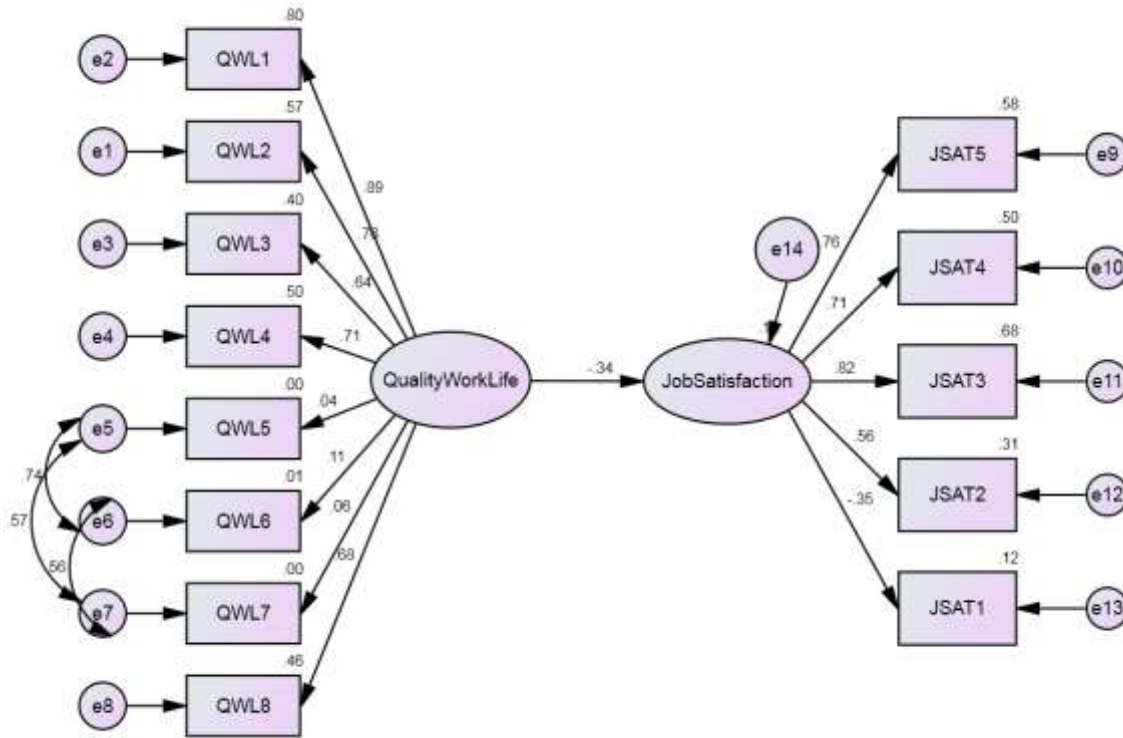 .80
e2
QWL1
.57
e1
QWL2
.40
e3
QWL3
.50
e4
QWL4
.00
e5
QWL5
.01
e6
QWL6
.00
e7
QWL7
.46
e8
QWL8
.74
.57
.56
.89
.64
.71
.04
.11
.06
.68
QualityWorkLife
-.34
e14
JobSatisfaction
.76
.71
.82
.56
-.35
.58
JSAT5
e9
.50
JSAT4
e10
.68
JSAT3
e11
.31
JSAT2
e12
.12
JSAT1
e13